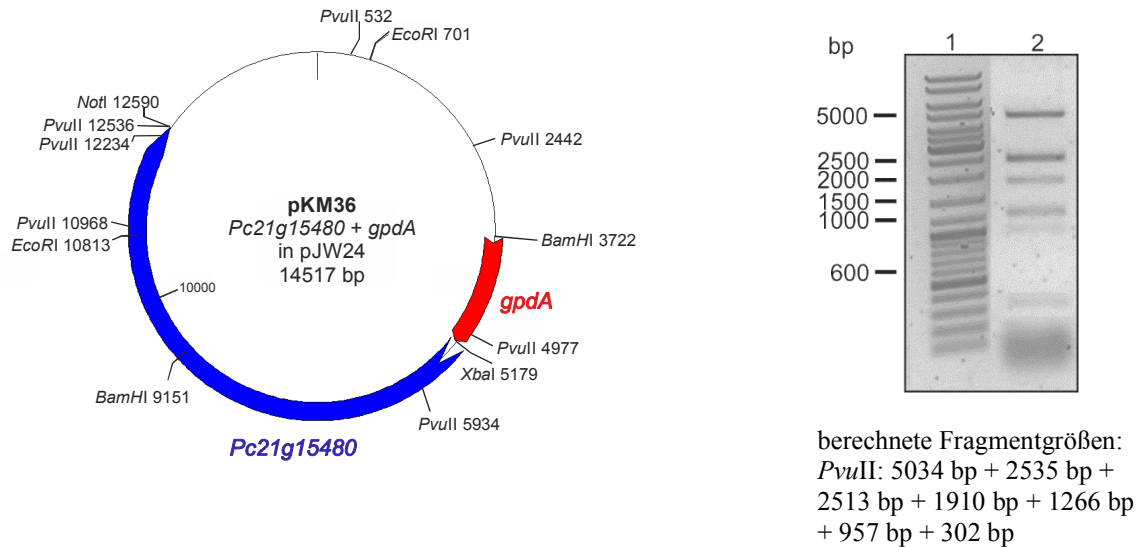 PvuII 532
EcoRI 701
PvuII 2442
BamHI 3722
gpdA
PvuII 4977
XbaI 5179
PvuII 5934
Pc21g15480
BamHI 9151
10000
EcoRI 10813
PvuII 10968
PvuII 12234
PvuII 12536
NotI 12590
pKM36
Pc21g15480 + gpdA
in pJW24
14517 bp
bp
1 2
5000
2500
2000
1500
1000
600
berechnete Fragmentgrößen:
PvuII: 5034 bp + 2535 bp +
2513 bp + 1910 bp + 1266 bp
+ 957 bp + 302 bp